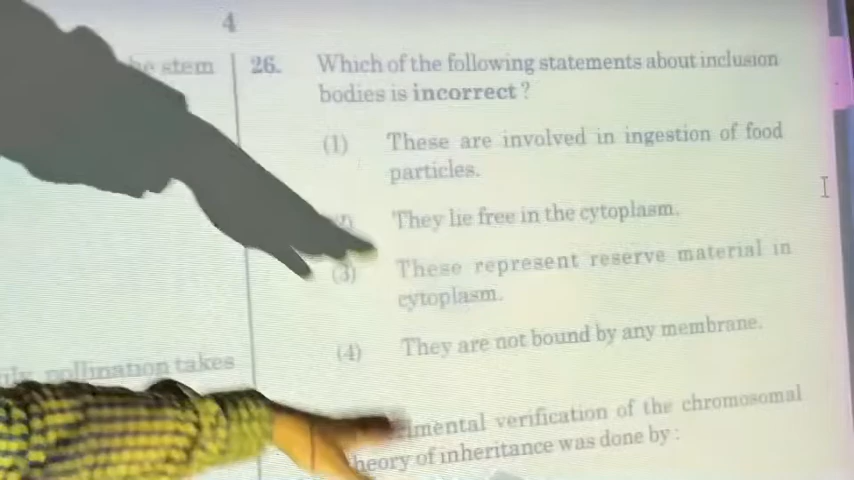 4
the stem
26. Which of the following statements about inclusion
bodies is incorrect ?
(1) These are involved in ingestion of food
particles.
They lie free in the cytoplasm.
(3) These represent reserve material in
cytoplasm.
(4) They are not bound by any membrane.
pollination takes
verification of the chromosomal
theory of inheritance was done by :